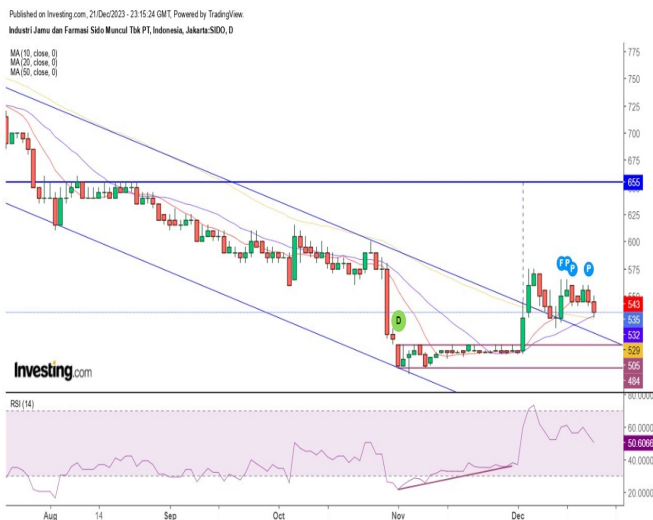 Published on Investing.com, 21/Dec/2023 - 23:15:24 GMT, Powered by TradingView.
Industri Jamu dan Farmasi Sido Muncul Tbk PT, Indonesia, Jakarta:SIDO, D
MA (10, close, 0)
MA (20, close, 0)
MA (50, close, 0)
775
750
725
700
675
655
625
600
F P
P
P
575
550
543
D
535
532
529
505
484
Investing.com
RSI (14)
80.0000
60.0000
50.6066
40.0000
20.0000
Aug 14 Sep Oct Nov Dec